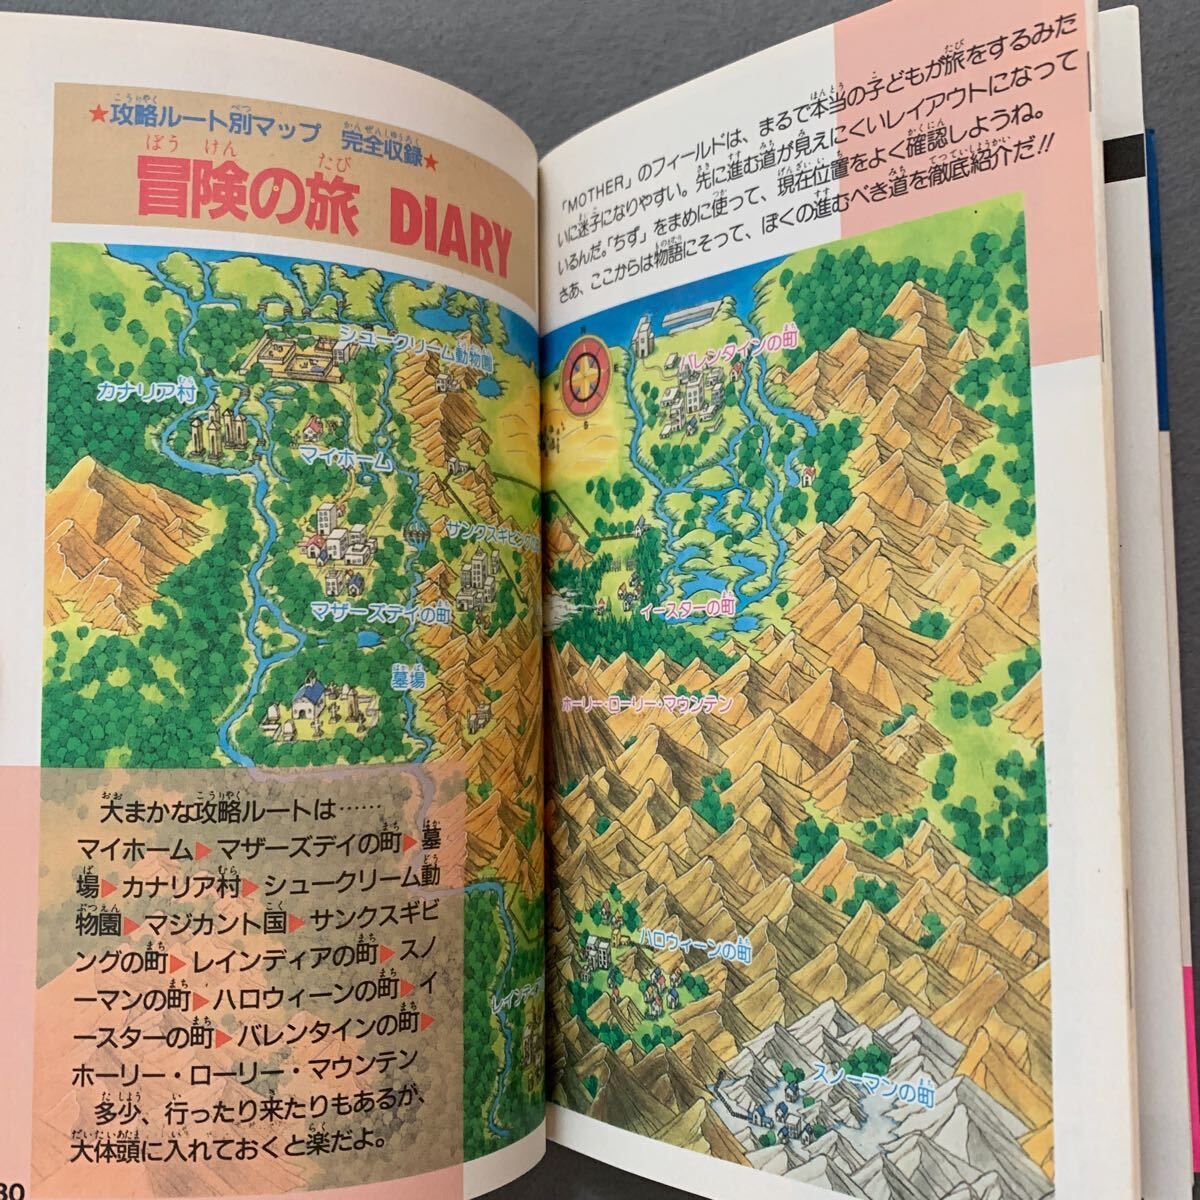 ★攻略ルート別マップ 完全収録★
冒険の旅 DIARY
「MOTHER」のフィールドは、まるで本当の子どもが旅をするみた
いに迷子になりやすい。先に進む道が見えにくいレイアウトになって
いるんだ。「ちず」をまめに使って、現在位置をよく確認しようね。
さあ、ここからは物語にそって、ぼくの進むべき道を徹底紹介だ!!
シュークリーム動物園
カナリア村
マイホーム
サンクスギビング
マザーズデイの町
墓場
レインディア
バレンタインの町
イースターの町
ホーリー・ローリー・マウンテン
ハロウィーンの町
スノーマンの町
大まかな攻略ルートは……
マイホーム▶マザーズデイの町▶墓
場▶カナリア村▶シュークリーム動
物園▶マジカント国▶サンクスギビ
ングの町▶レインディアの町▶スノ
ーマンの町▶ハロウィーンの町▶イ
ースターの町▶バレンタインの町▶
ホーリー・ローリー・マウンテン
多少、行ったり来たりもあるが、
大体頭に入れておくと楽だよ。
30